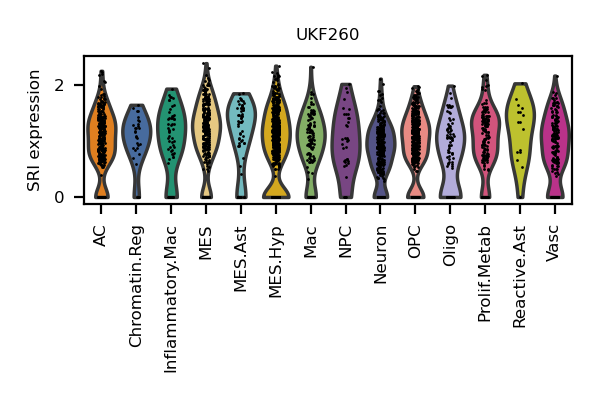 UKF260
SRI expression
2
0
AC
Chromatin.Reg
Inflammatory.Mac
MES
MES.Ast
MES.Hyp
Mac
NPC
Neuron
OPC
Oligo
Prolif.Metab
Reactive.Ast
Vasc